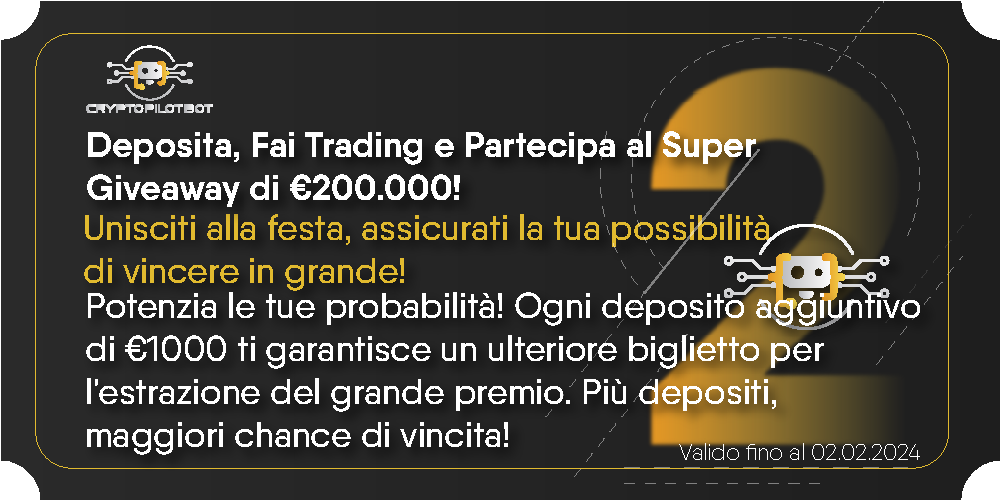 CRYPTOPILOTBOT
Deposita, Fai Trading e Partecipa al Super
Giveaway di €200.000!
Unisciti alla festa, assicurati la tua possibilità
di vincere in grande!
Potenzia le tue probabilità! Ogni deposito aggiuntivo
di €1000 ti garantisce un ulteriore biglietto per
l'estrazione del grande premio. Più depositi,
maggiori chance di vincita!
2
Valido fino al 02.02.2024